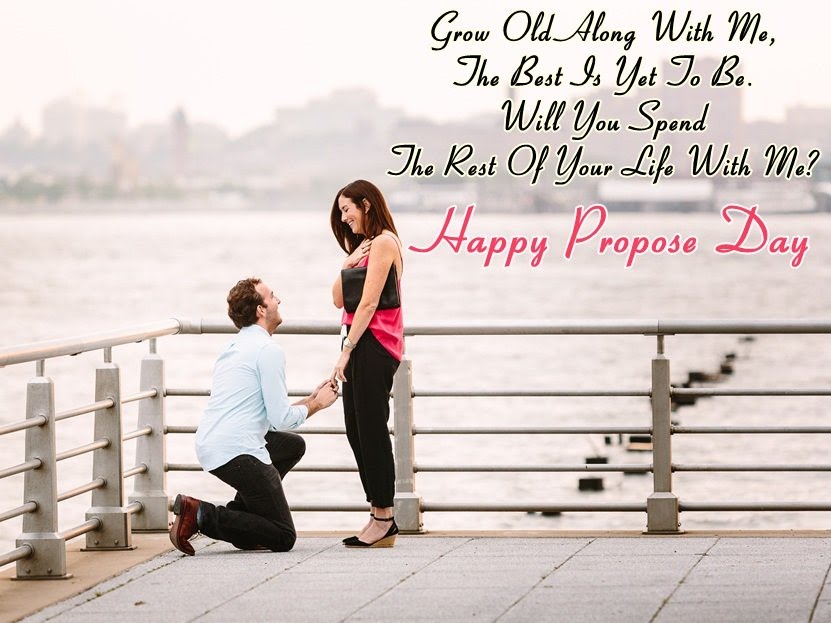 Grow Old Along With Me,
The Best Is Yet To Be.
Will You Spend
The Rest Of Your Life With Me?
Happy Propose Day